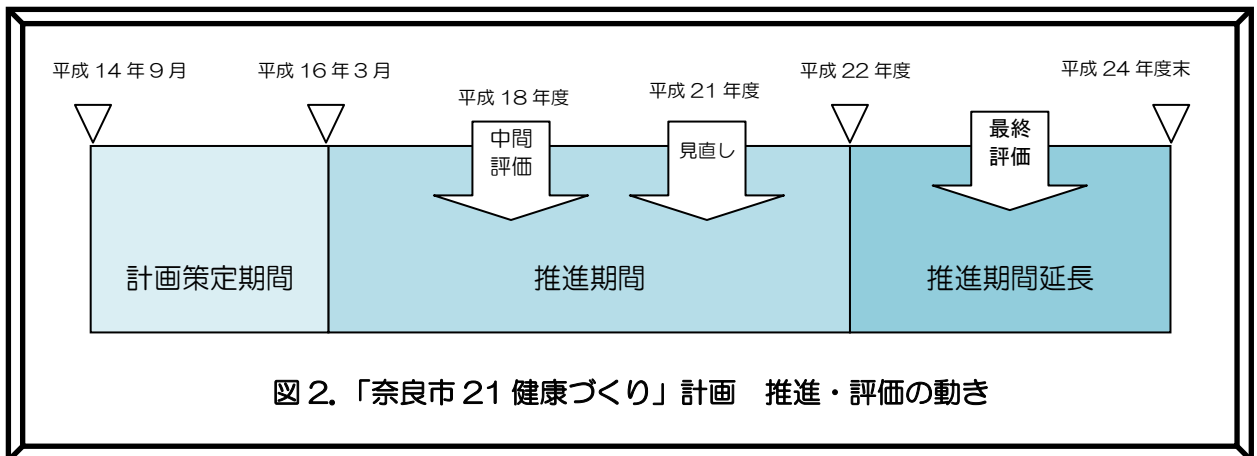 平成 14 年 9 月
平成 16 年 3 月
平成 18 年度
平成 21 年度
平成 22 年度
平成 24 年度末
中間
評価
見直し
最終
評価
計画策定期間
推進期間
推進期間延長
図 2. 「奈良市 21 健康づくり」計画　推進・評価の動き